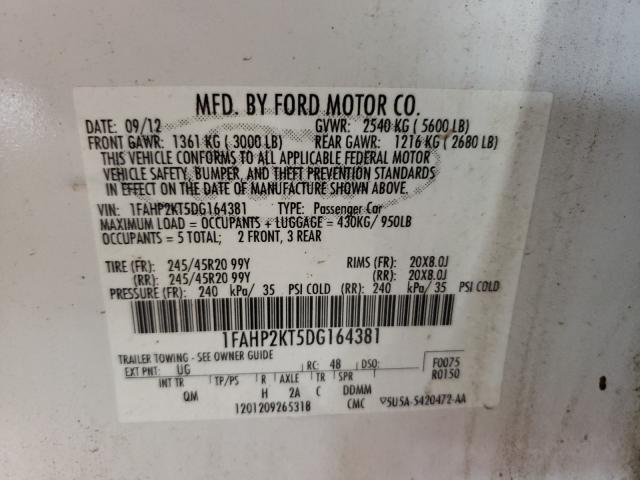 MFD. BY FORD MOTOR CO.
DATE: 09/12 GVWR: 2540 KG ( 5600 LB)
FRONT GAWR: 1361 KG ( 3000 LB) REAR GAWR: 1216 KG ( 2680 LB)
THIS VEHICLE CONFORMS TO ALL APPLICABLE FEDERAL MOTOR
VEHICLE SAFETY, BUMPER, AND THEFT PREVENTION STANDARDS
IN EFFECT ON THE DATE OF MANUFACTURE SHOWN ABOVE.
VIN: 1FAHP2KT5DG164381 TYPE: Passenger Car
MAXIMUM LOAD = OCCUPANTS + LUGGAGE = 430KG/ 950LB
OCCUPANTS = 5 TOTAL; 2 FRONT, 3 REAR
TIRE (FR): 245/45R20 99Y RIMS (FR): 20X8.0J
(RR): 245/45R20 99Y (RR): 20X8.0J
PRESSURE (FR): 240 kPa/ 35 PSI COLD (RR): 240 kPa/ 35 PSI COLD
1FAHP2KT5DG164381
TRAILER TOWING - SEE OWNER GUIDE
EXT PNT: UG RC: 48 DSO: F0075
R0150
INT TR TP/PS R AXLE TR SPR
QM H 2A C DDMM
12012092653​18 CMC ▽5U5A-5420472-AA